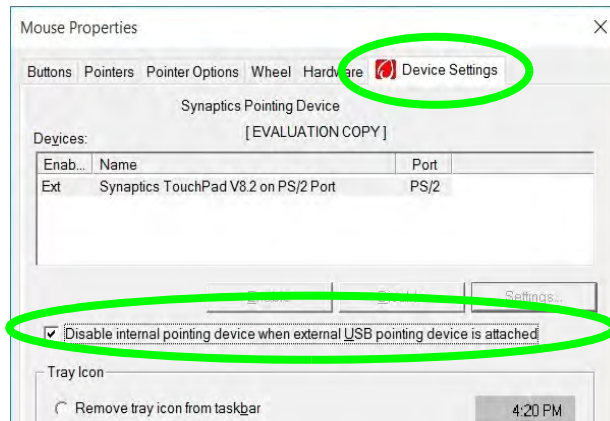 Mouse Properties
Buttons Pointers Pointer Options Wheel Hardware Device Settings
Synaptics Pointing Device
[ EVALUATION COPY ]
Devices:
Enab... Name Port
Ext Synaptics TouchPad V8.2 on PS/2 Port PS/2
Settings...
Disable internal pointing device when external USB pointing device is attached
Tray Icon
Remove tray icon from taskbar
4:20 PM